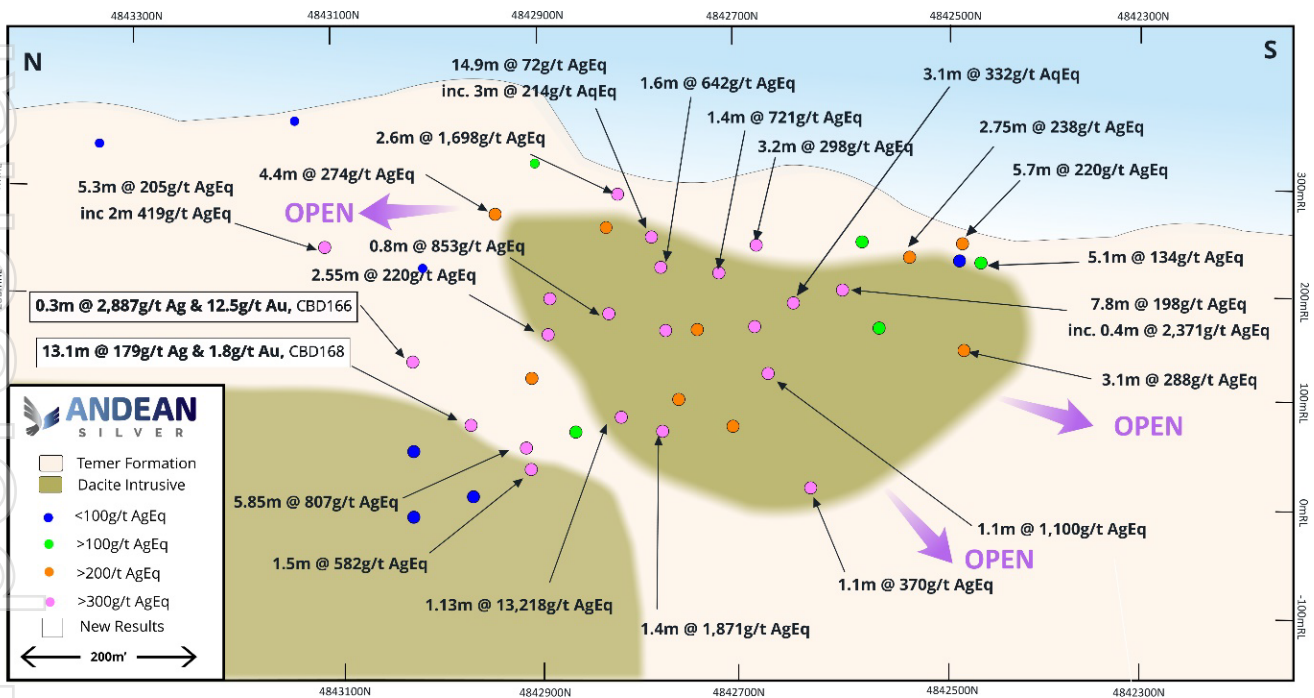 4843300N
4843100N
4842900N
4842700N
4842500N
4842300N
N
S
14.9m @ 72g/t AgEq
inc. 3m @ 214g/t AqEq
1.6m @ 642g/t AgEq
3.1m @ 332g/t AqEq
1.4m @ 721g/t AgEq
2.75m @ 238g/t AgEq
2.6m @ 1,698g/t AgEq
3.2m @ 298g/t AgEq
4.4m @ 274g/t AgEq
5.7m @ 220g/t AgEq
5.3m @ 205g/t AgEq
inc 2m 419g/t AgEq
OPEN
300mRL
0.8m @ 853g/t AgEq
5.1m @ 134g/t AgEq
2.55m @ 220g/t AgEq
200mRL
0.3m @ 2,887g/t Ag & 12.5g/t Au, CBD166
7.8m @ 198g/t AgEq
inc. 0.4m @ 2,371g/t AgEq
13.1m @ 179g/t Ag & 1.8g/t Au, CBD168
3.1m @ 288g/t AgEq
100mRL
OPEN
ANDEAN
SILVER
Temer Formation
Dacite Intrusive
<100g/t AgEq
>100g/t AgEq
>200/t AgEq
>300g/t AgEq
New Results
200m'
5.85m @ 807g/t AgEq
0mRL
1.1m @ 1,100g/t AgEq
1.5m @ 582g/t AgEq
OPEN
1.1m @ 370g/t AgEq
1.13m @ 13,218g/t AgEq
-100mRL
1.4m @ 1,871g/t AgEq
4843100N
4842900N
4842700N
4842500N
4842300N